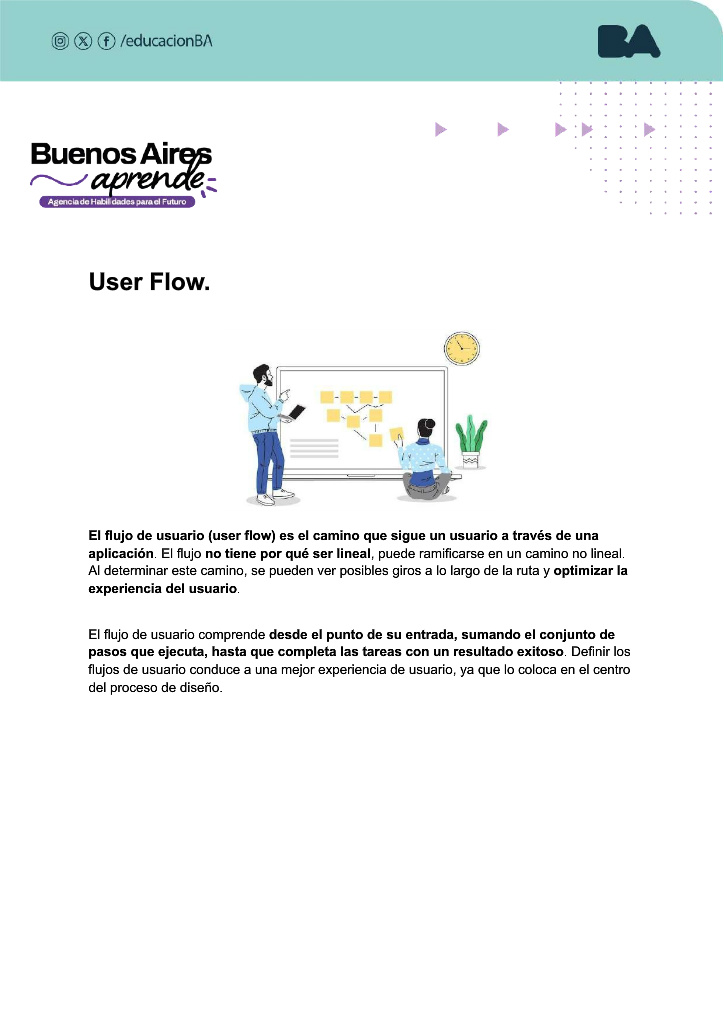 /educacionBA
BA
Buenos Aires
aprende
Agencia de Habilidades para el Futuro
User Flow.
El flujo de usuario (user flow) es el camino que sigue un usuario a través de una
aplicación. El flujo no tiene por qué ser lineal, puede ramificarse en un camino no lineal.
Al determinar este camino, se pueden ver posibles giros a lo largo de la ruta y optimizar la
experiencia del usuario.
El flujo de usuario comprende desde el punto de su entrada, sumando el conjunto de
pasos que ejecuta, hasta que completa las tareas con un resultado exitoso. Definir los
flujos de usuario conduce a una mejor experiencia de usuario, ya que lo coloca en el centro
del proceso de diseño.